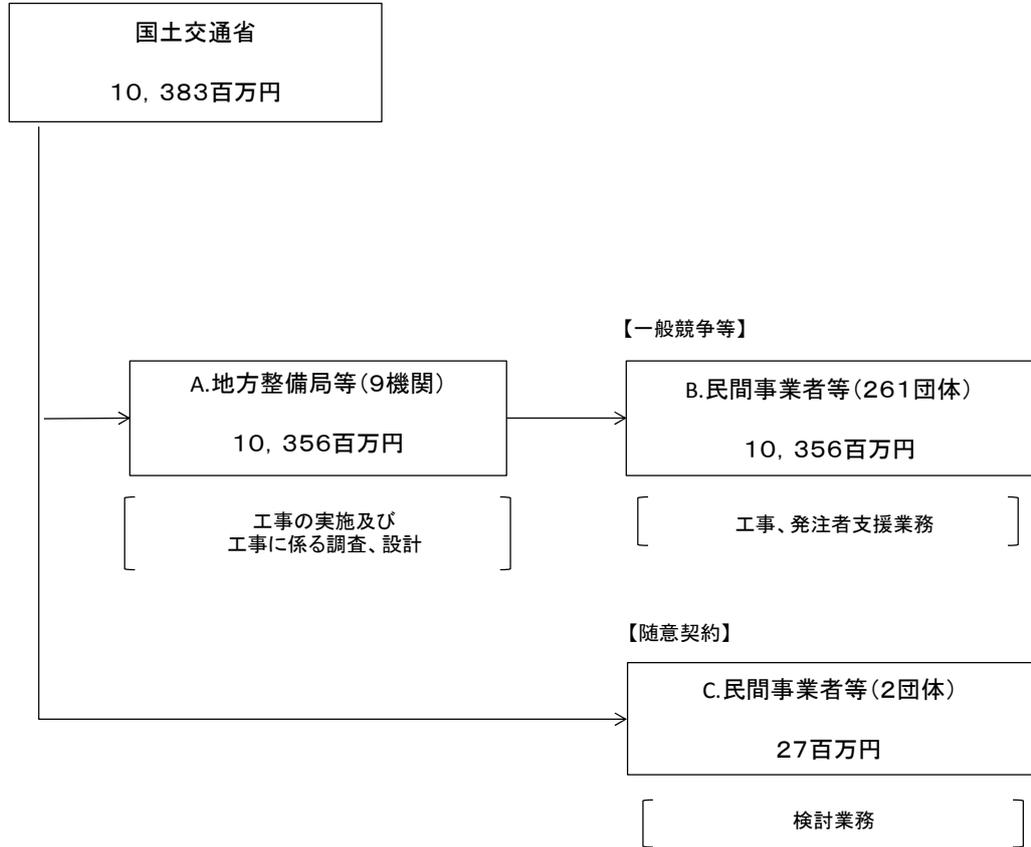 国土交通省
10，383百万円
【一般競争等】
A.地方整備局等（9機関）
10，356百万円
B.民間事業者等（261団体）
10，356百万円
工事の実施及び
工事に係る調査、設計
工事、発注者支援業務
【随意契約】
C.民間事業者等（2団体）
27百万円
検討業務